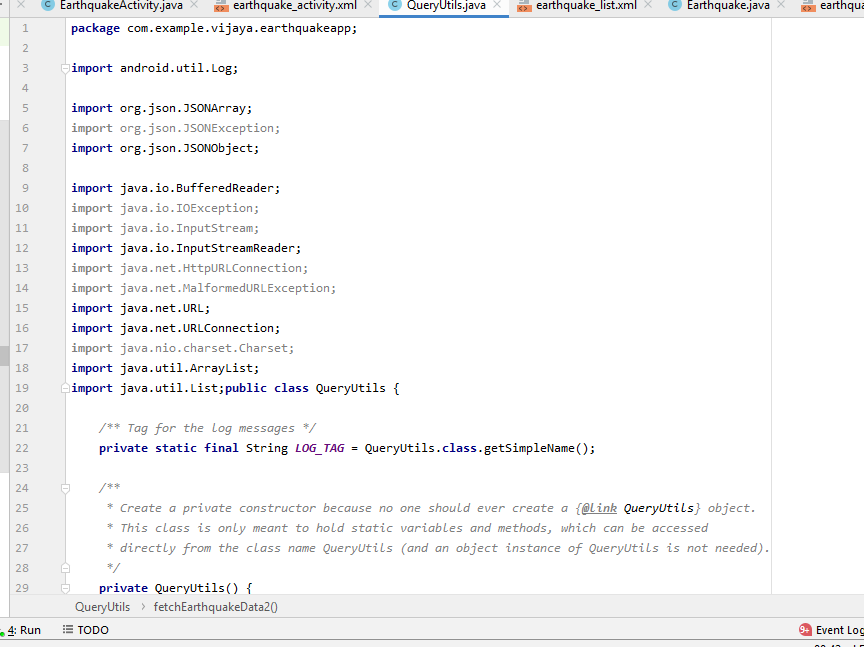 EarthquakeActivity.java earthquake_activity.xml QueryUtils.java earthquake_list.xml Earthquake.java
1 package com.example.vijaya.earthquakeapp;
2
3 import android.util.Log;
4
5 import org.json.JSONArray;
6 import org.json.JSONException;
7 import org.json.JSONObject;
8
9 import java.io.BufferedReader;
10 import java.io.IOException;
11 import java.io.InputStream;
12 import java.io.InputStreamReader;
13 import java.net.HttpURLConnection;
14 import java.net.MalformedURLException;
15 import java.net.URL;
16 import java.net.URLConnection;
17 import java.nio.charset.Charset;
18 import java.util.ArrayList;
19 import java.util.List;public class QueryUtils {
20
21 /** Tag for the log messages */
22 private static final String LOG_TAG = QueryUtils.class.getSimpleName();
23
24 /**
25 * Create a private constructor because no one should ever create a {@link QueryUtils} object.
26 * This class is only meant to hold static variables and methods, which can be accessed
27 * directly from the class name QueryUtils (and an object instance of QueryUtils is not needed).
28 */
29 private QueryUtils() {
QueryUtils › fetchEarthquakeData2()
4: Run TODO 9+ Event Log